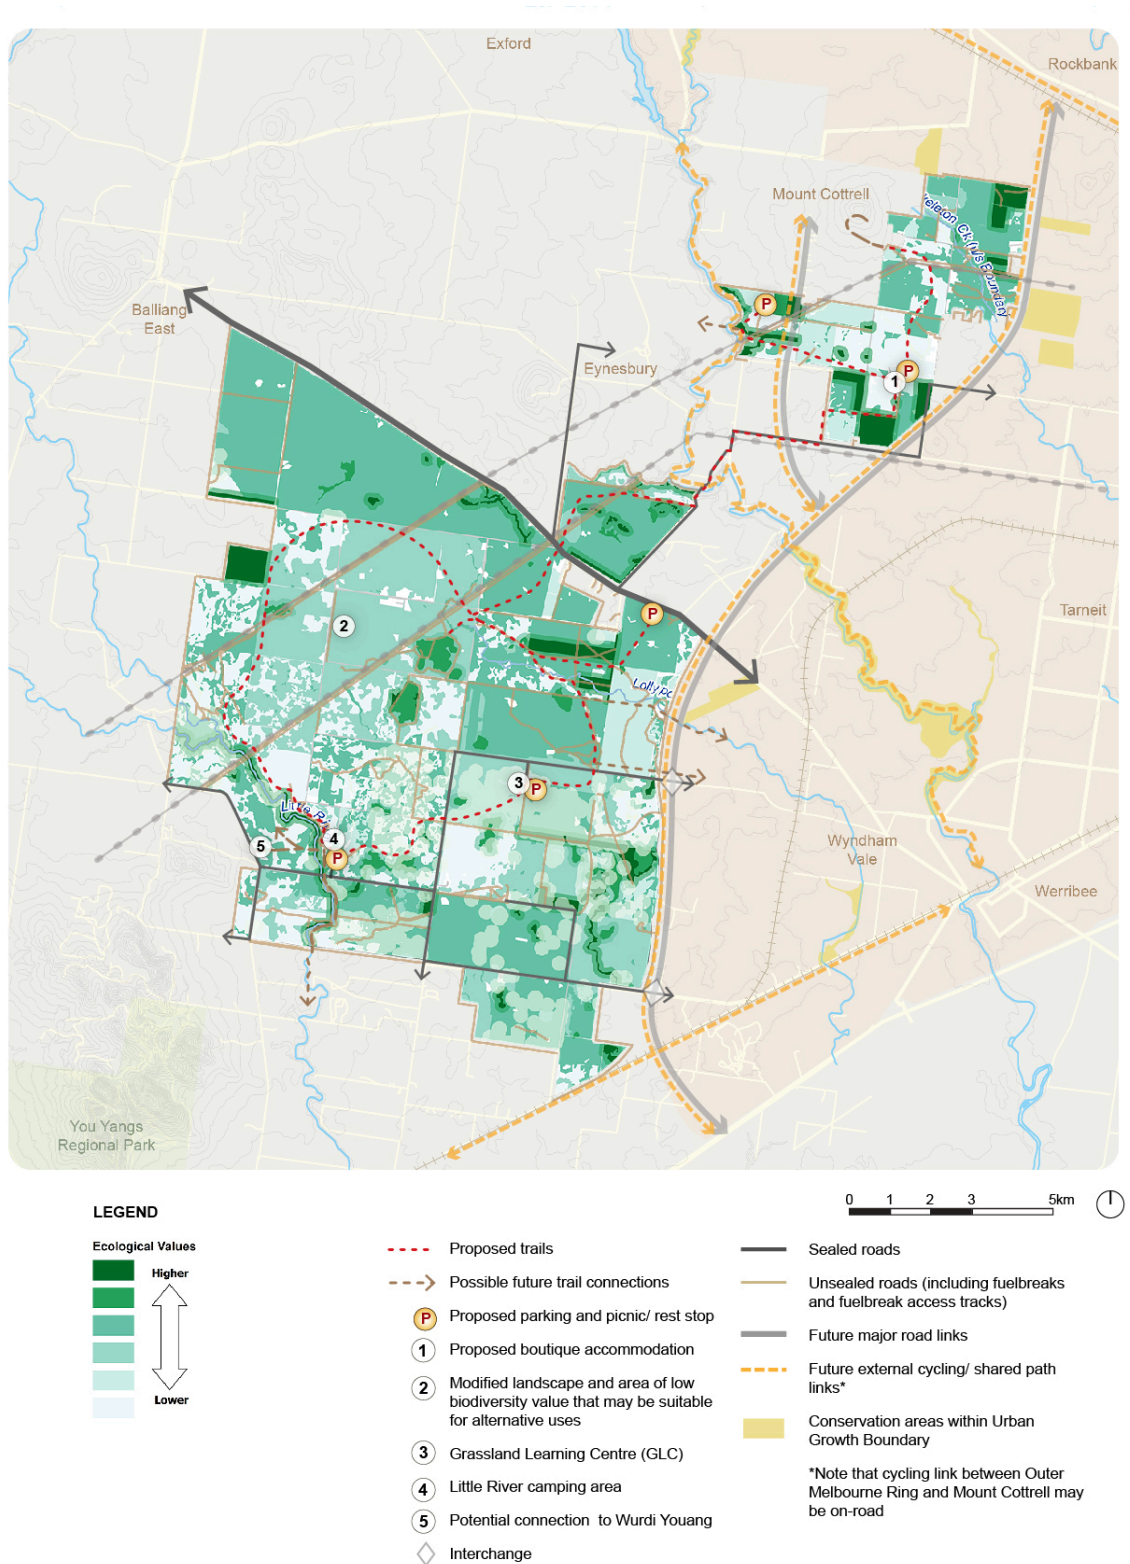 Exford
Rockbank
Mount Cottrell
Balliang
East
Eynesbury
P
P
1
2
P
Tarneit
3
P
4
P
5
Wyndham
Vale
Werribee
You Yangs
Regional Park
LEGEND
Ecological Values
Higher
Lower
Proposed trails
Possible future trail connections
P Proposed parking and picnic/ rest stop
1 Proposed boutique accommodation
2 Modified landscape and area of low
biodiversity value that may be suitable
for alternative uses
3 Grassland Learning Centre (GLC)
4 Little River camping area
5 Potential connection to Wurdi Youang
Interchange
0 1 2 3 5km
Sealed roads
Unsealed roads (including fuelbreaks
and fuelbreak access tracks)
Future major road links
Future external cycling/ shared path
links*
Conservation areas within Urban
Growth Boundary
*Note that cycling link between Outer
Melbourne Ring and Mount Cottrell may
be on-road